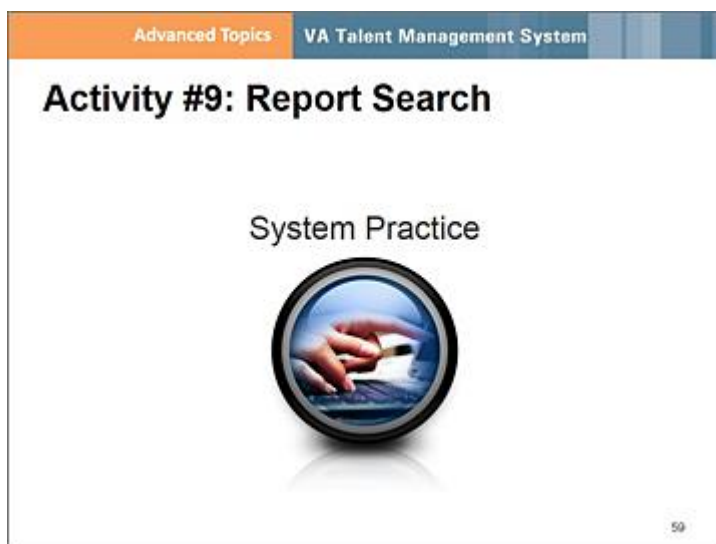 Advanced Topics VA Talent Management System
Activity #9: Report Search
System Practice
59